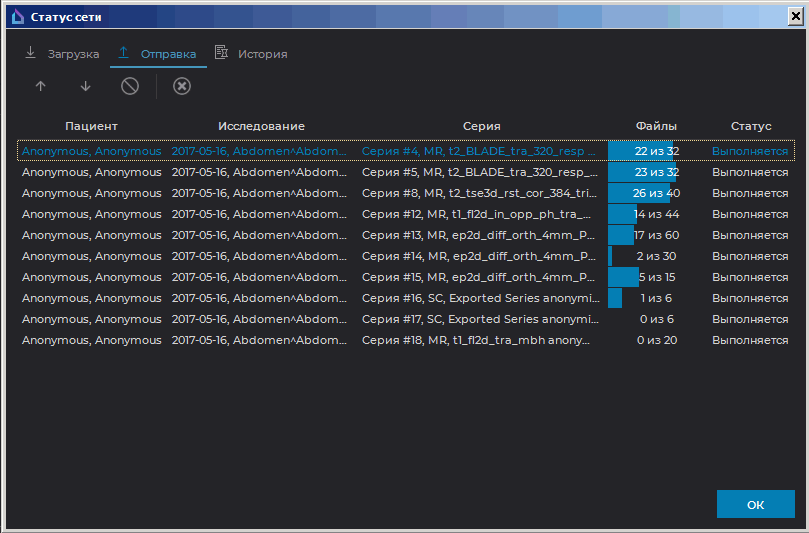 Статус сети
Загрузка Отправка История
Пациент Исследование Серия Файлы Статус
Anonymous, Anonymous 2017-05-16, Abdomen^Abdom... Серия #4, MR, t2_BLADE_tra_320_resp ... 22 из 32 Выполняется
Anonymous, Anonymous 2017-05-16, Abdomen^Abdom... Серия #5, MR, t2_BLADE_tra_320_resp_... 23 из 32 Выполняется
Anonymous, Anonymous 2017-05-16, Abdomen^Abdom... Серия #8, MR, t2_tse3d_rst_cor_384_tri... 26 из 40 Выполняется
Anonymous, Anonymous 2017-05-16, Abdomen^Abdom... Серия #12, MR, t1_fl2d_in_opp_ph_tra_... 14 из 44 Выполняется
Anonymous, Anonymous 2017-05-16, Abdomen^Abdom... Серия #13, MR, ep2d_diff_orth_4mm_P... 17 из 60 Выполняется
Anonymous, Anonymous 2017-05-16, Abdomen^Abdom... Серия #14, MR, ep2d_diff_orth_4mm_P... 2 из 30 Выполняется
Anonymous, Anonymous 2017-05-16, Abdomen^Abdom... Серия #15, MR, ep2d_diff_orth_4mm_P... 5 из 15 Выполняется
Anonymous, Anonymous 2017-05-16, Abdomen^Abdom... Серия #16, SC, Exported Series anonymi... 1 из 6 Выполняется
Anonymous, Anonymous 2017-05-16, Abdomen^Abdom... Серия #17, SC, Exported Series anonymi... 0 из 6 Выполняется
Anonymous, Anonymous 2017-05-16, Abdomen^Abdom... Серия #18, MR, t1_fl2d_tra_mbh anony... 0 из 20 Выполняется
ОК